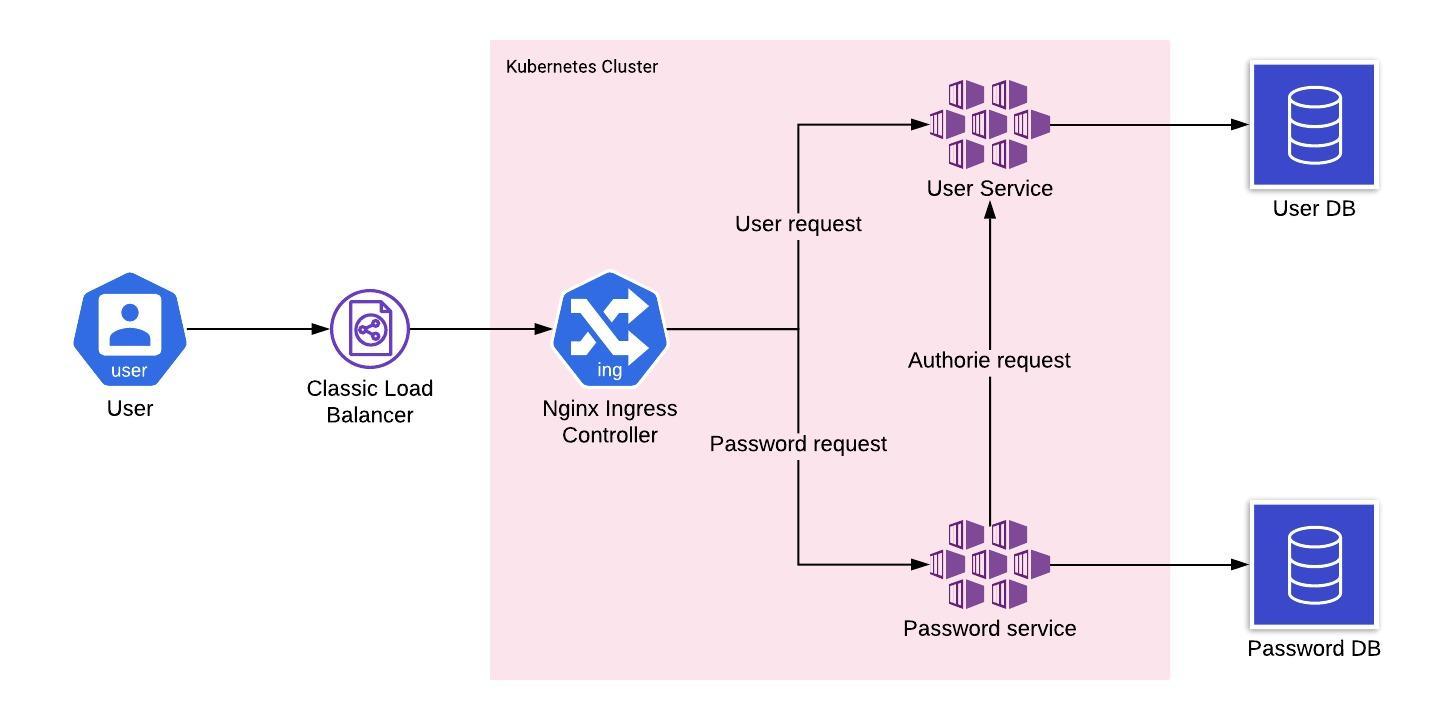 Kubernetes Cluster
User Service
User DB
User request
user
User
Classic Load
Balancer
ing
Nginx Ingress
Controller
Authorie request
Password request
Password service
Password DB